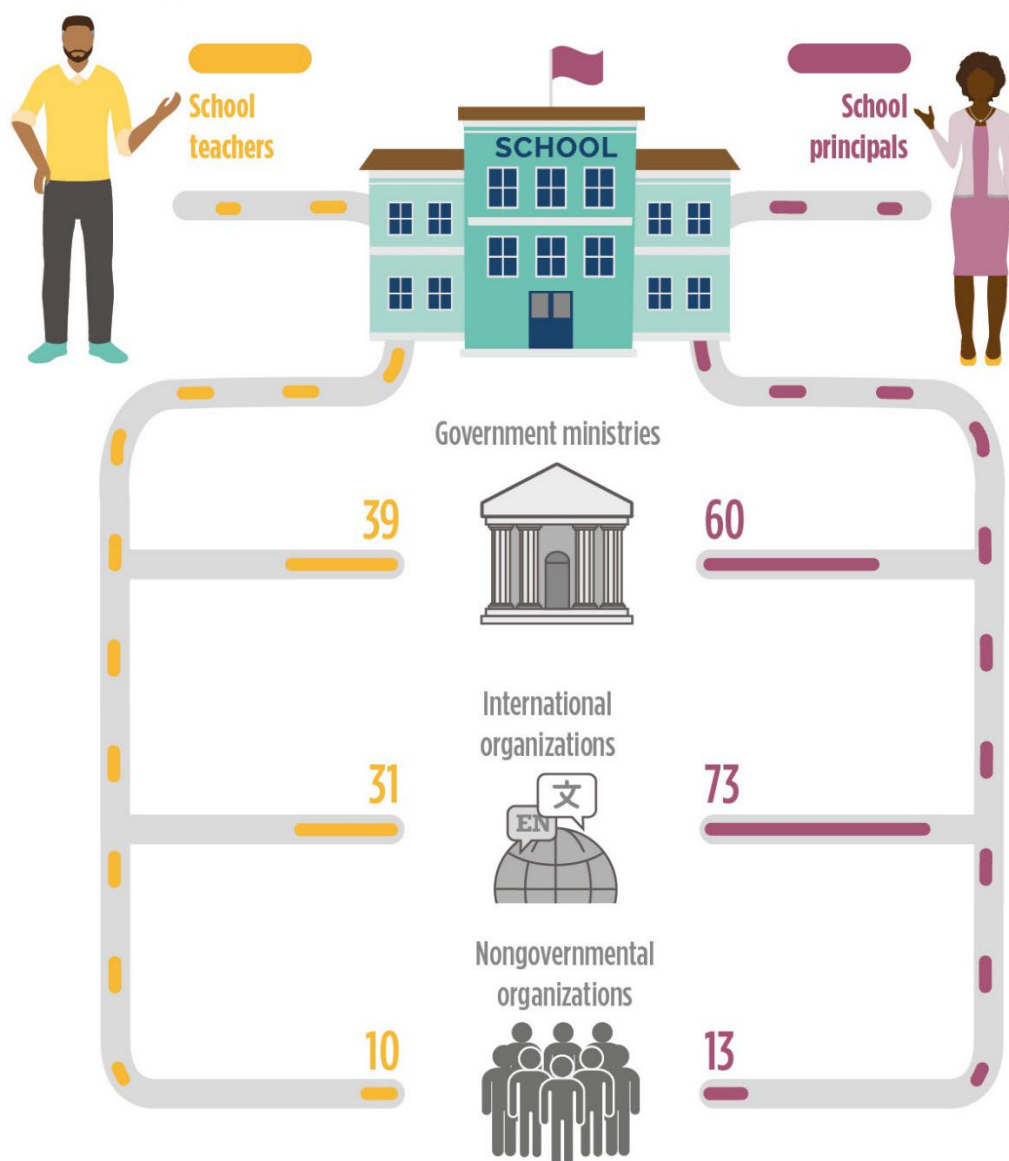 School
teachers
SCHOOL
School
principals
Government ministries
39
60
International
organizations
31
73
EN
文
Nongovernmental
organizations
10
13